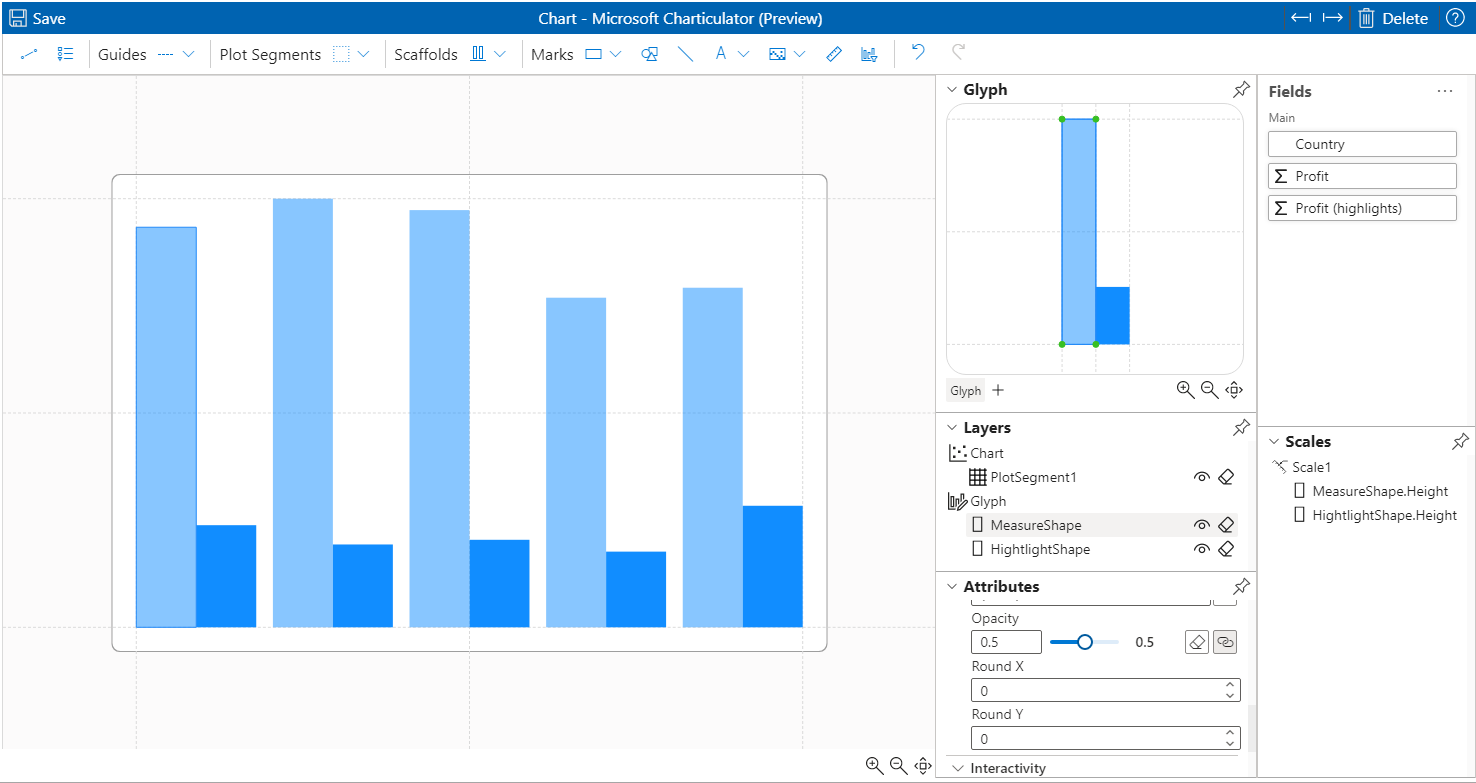 Save
Chart - Microsoft Charticulator (Preview)
Delete
Guides
Plot Segments
Scaffolds
Marks
Glyph
Glyph
Layers
Chart
PlotSegment1
Glyph
MeasureShape
HightlightShape
Attributes
Opacity
0.5
0.5
Round X
0
Round Y
0
Interactivity
Fields
Main
Country
Profit
Profit (highlights)
Scales
Scale1
MeasureShape.Height
HightlightShape.Height